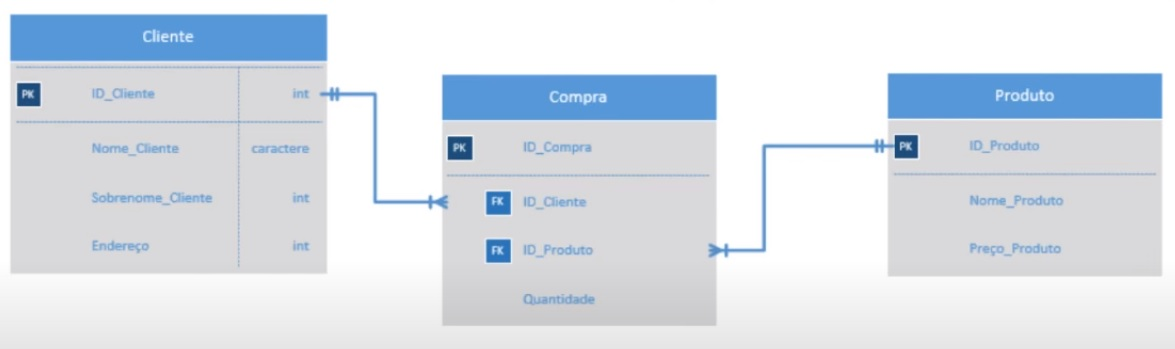 Cliente
PK ID_Cliente int
Nome_Cliente caractere
Sobrenome_Cliente int
Endereço int
Compra
PK ID_Compra
FK ID_Cliente
FK ID_Produto
Quantidade
Produto
PK ID_Produto
Nome_Produto
Preço_Produto